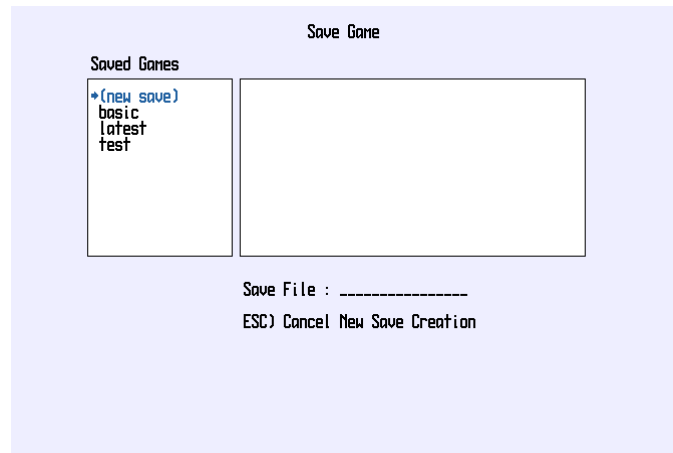 Save Game
Saved Games
→(new save)
basic
latest
test
Save File : ________________
ESC) Cancel New Save Creation